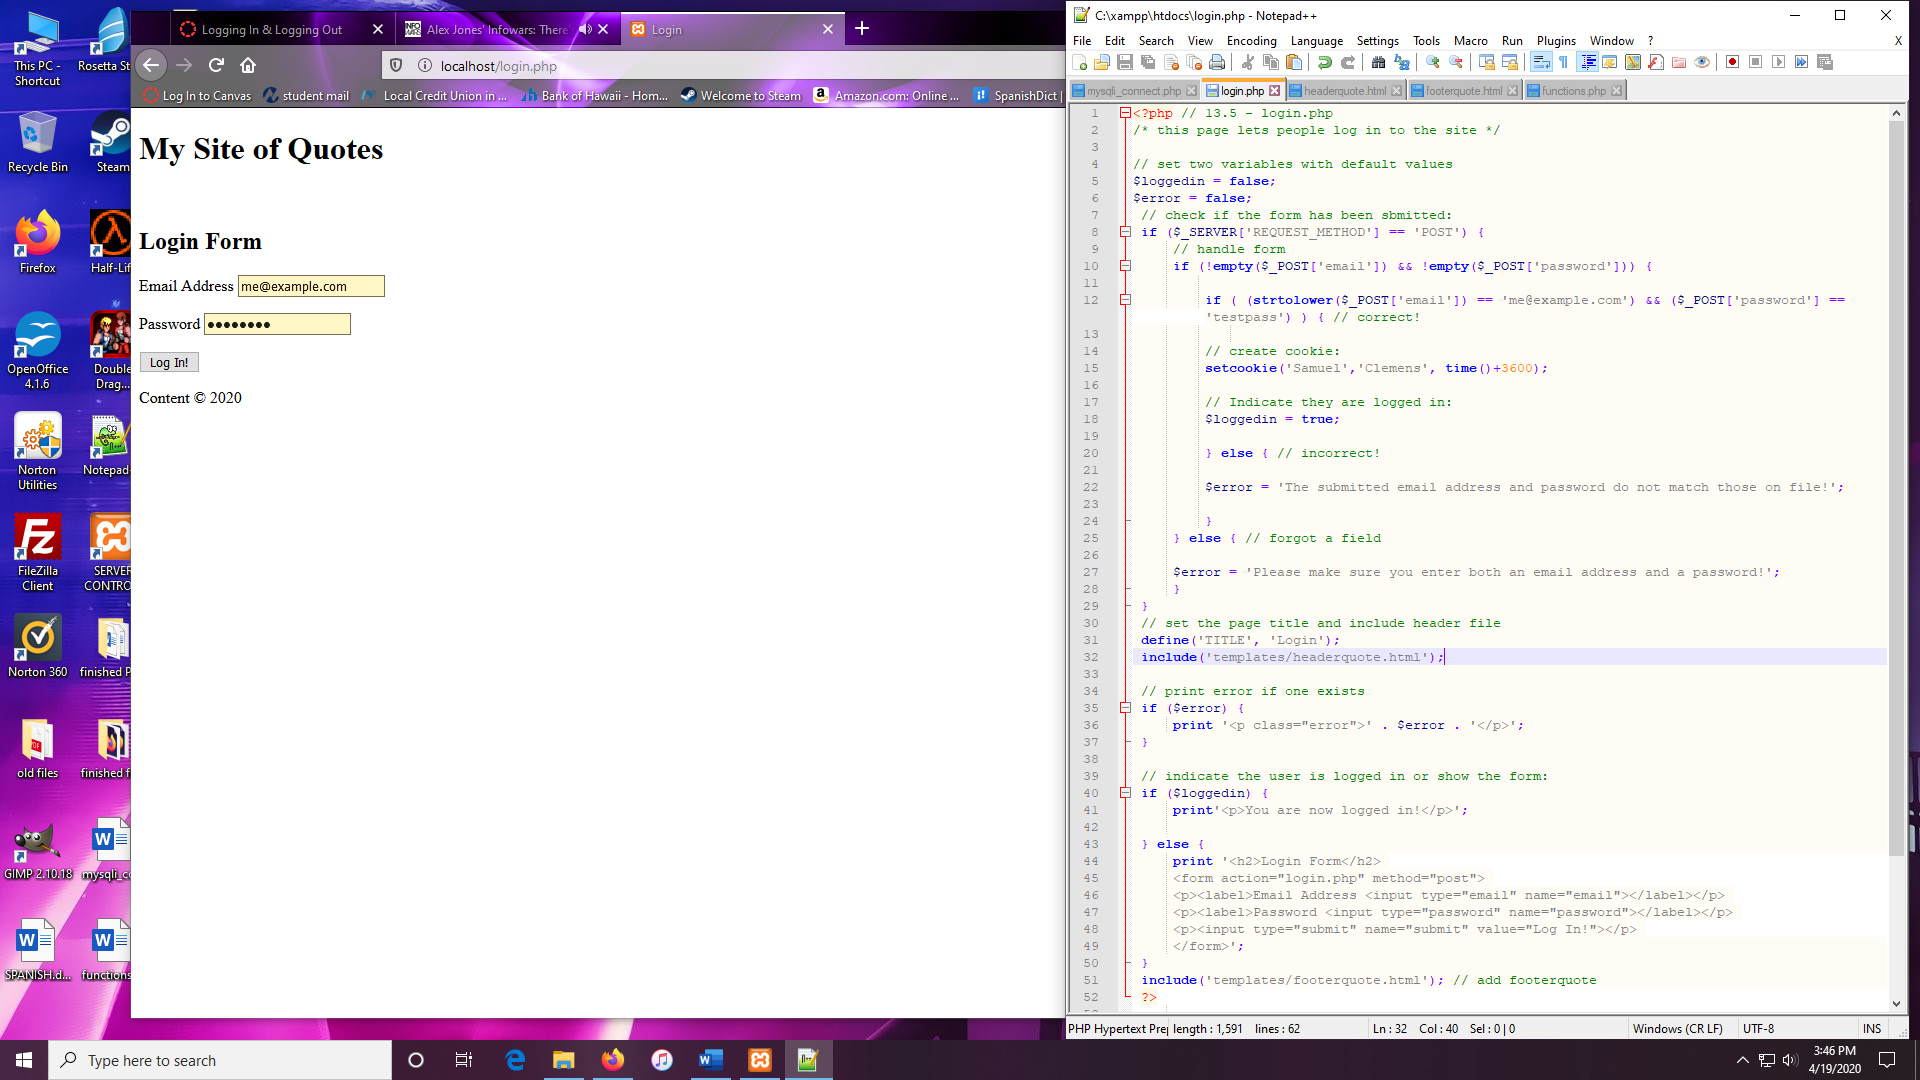 This PC -
Shortcut
Rosetta St
Recycle Bin
Steam
Firefox
Half-Lif
OpenOffice
4.1.6
Double
Drag...
Norton
Utilities
Notepad-
FileZilla
Client
SERVER
CONTRO
Norton 360
finished P
old files
finished f
GIMP 2.10.18
mysqli_co
SPANISH.d...
functions
Logging In & Logging Out
Alex Jones' Infowars: There'
Login
localhost/login.php
Log In to Canvas
student mail
Local Credit Union in ...
Bank of Hawaii - Hom...
Welcome to Steam
Amazon.com: Online ...
SpanishDict |
My Site of Quotes
Login Form
Email Address me@example.com
Password ●●●●●●●●
Log In!
Content © 2020
C:\xampp\htdocs\login.php - Notepad++
File Edit Search View Encoding Language Settings Tools Macro Run Plugins Window ? X
mysqli_connect.php login.php headerquote.html footerquote.html functions.php
1 <?php // 13.5 - login.php
2 /* this page lets people log in to the site */
3
4 // set two variables with default values
5 $loggedin = false;
6 $error = false;
7 // check if the form has been sbmitted:
8 if ($_SERVER['REQUEST_METHOD'] == 'POST') {
9 // handle form
10 if (!empty($_POST['email']) && !empty($_POST['password'])) {
11
12 if ( (strtolower($_POST['email']) == 'me@example.com') && ($_POST['password'] ==
'testpass') ) { // correct!
13
14 // create cookie:
15 setcookie('Samuel','Clemens', time()+3600);
16
17 // Indicate they are logged in:
18 $loggedin = true;
19
20 } else { // incorrect!
21
22 $error = 'The submitted email address and password do not match those on file!';
23
24 }
25 } else { // forgot a field
26
27 $error = 'Please make sure you enter both an email address and a password!';
28 }
29 }
30 // set the page title and include header file
31 define('TITLE', 'Login');
32 include('templates/headerquote.html');
33
34 // print error if one exists
35 if ($error) {
36 print '<p class="error">' . $error . '</p>';
37 }
38
39 // indicate the user is logged in or show the form:
40 if ($loggedin) {
41 print'<p>You are now logged in!</p>';
42
43 } else {
44 print '<h2>Login Form</h2>
45 <form action="login.php" method="post">
46 <p><label>Email Address <input type="email" name="email"></label></p>
47 <p><label>Password <input type="password" name="password"></label></p>
48 <p><input type="submit" name="submit" value="Log In!"></p>
49 </form>';
50 }
51 include('templates/footerquote.html'); // add footerquote
52 ?>
PHP Hypertext Prep length : 1,591 lines : 62 Ln : 32 Col : 40 Sel : 0 | 0 Windows (CR LF) UTF-8 INS
Type here to search
3:46 PM
4/19/2020